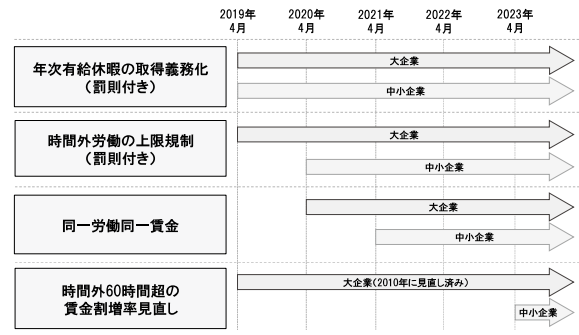 2019年 2020年 2021年 2022年 2023年
4月 4月 4月 4月 4月
年次有給休暇の取得義務化
(罰則付き)
大企業
中小企業
時間外労働の上限規制
(罰則付き)
大企業
中小企業
同一労働同一賃金
大企業
中小企業
時間外60時間超の
賃金割増率見直し
大企業(2010年に見直し済み)
中小企業